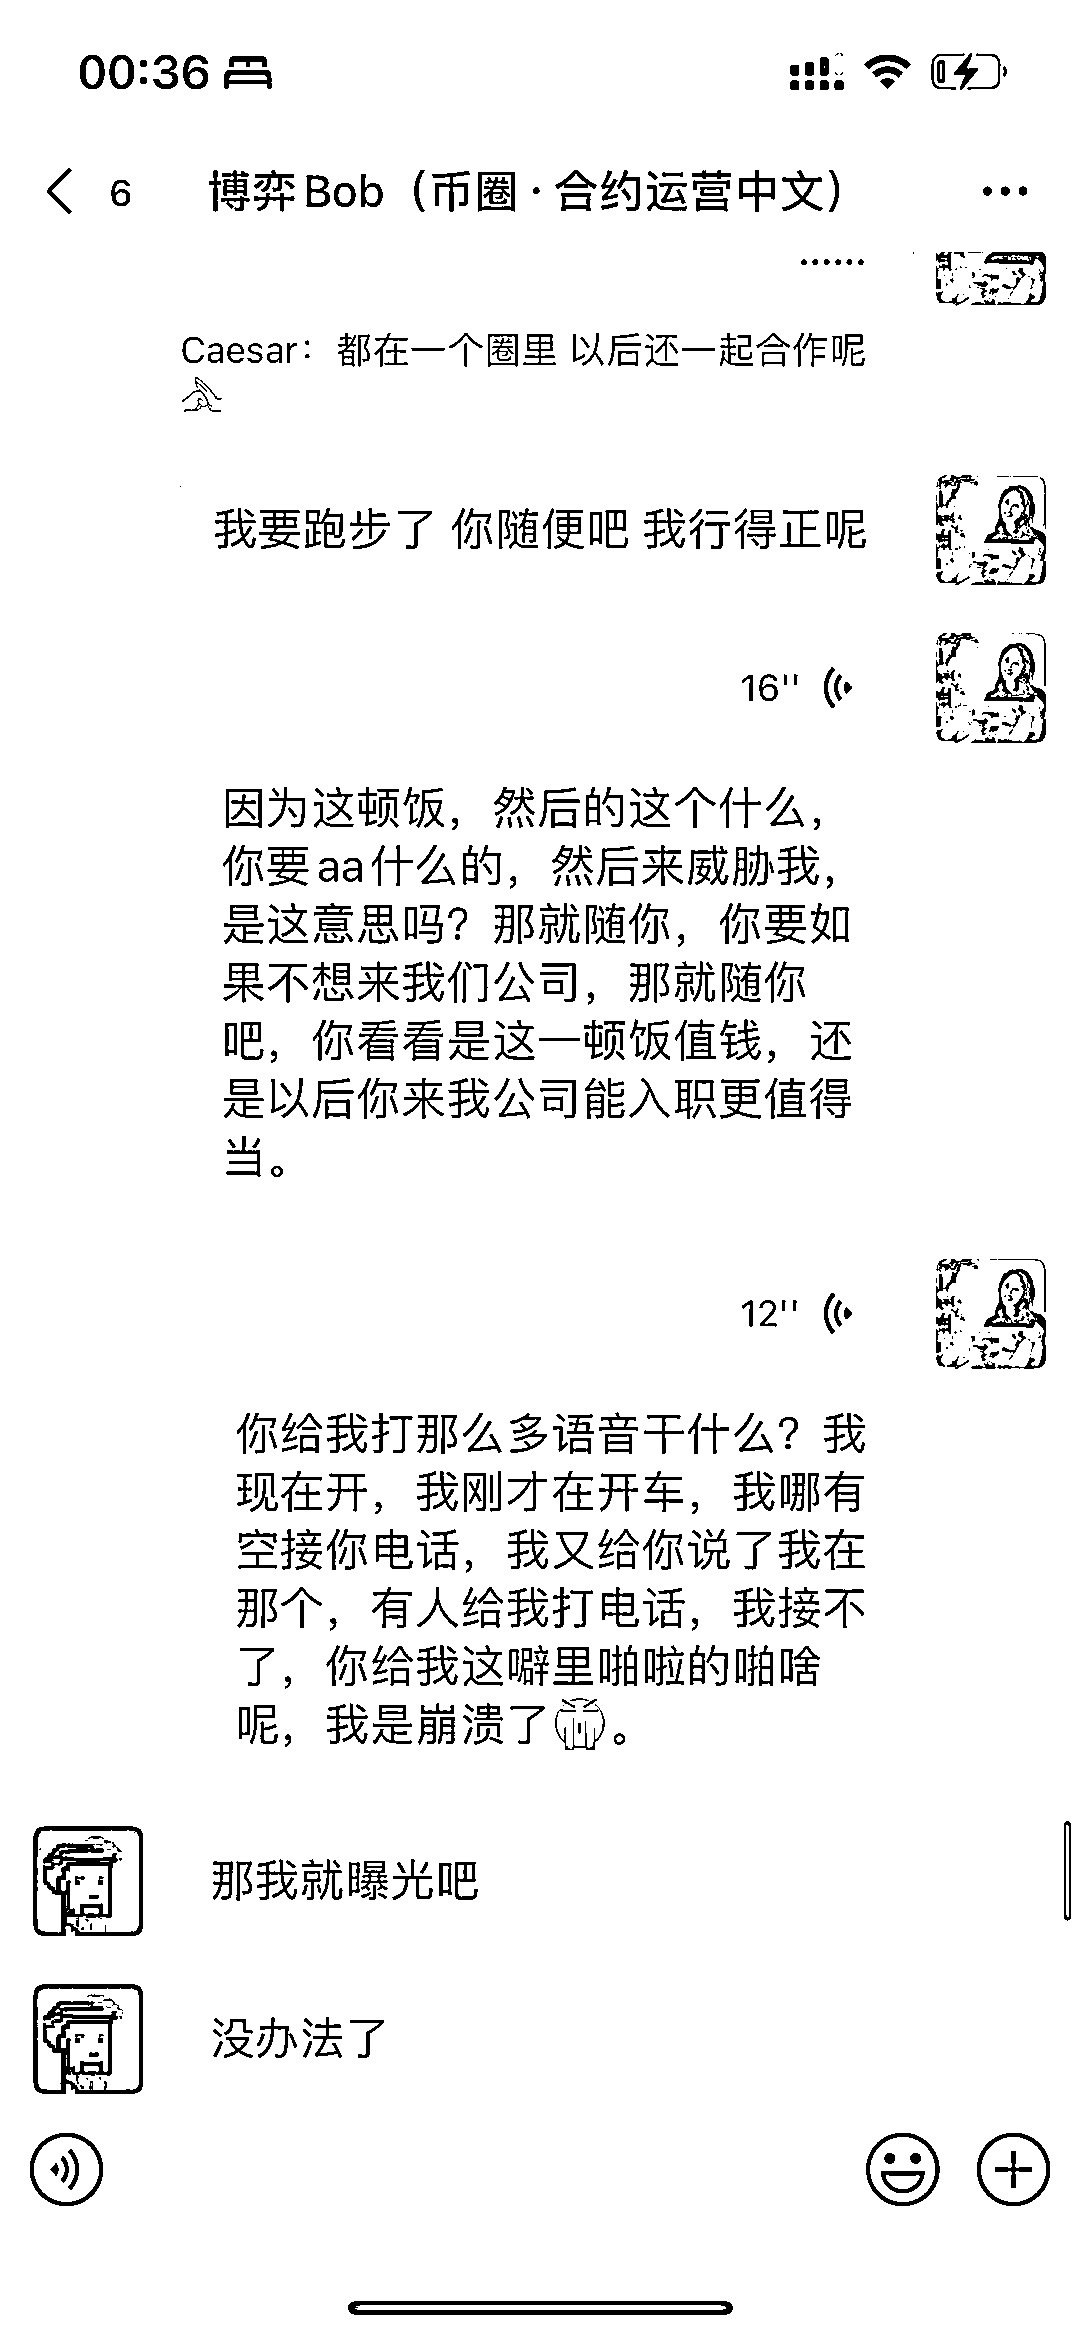 00:36
6
博弈Bob（币圈·合约运营中文）
……
Caesar：都在一个圈里 以后还一起合作呢
我要跑步了 你随便吧 我行得正呢
16''
因为这顿饭，然后的这个什么，
你要aa什么的，然后来威胁我，
是这意思吗？那就随你，你要如
果不想来我们公司，那就随你
吧，你看看是这一顿饭值钱，还
是以后你来我公司能入职更值得
当。
12''
你给我打那么多语音干什么？我
现在开，我刚才在开车，我哪有
空接你电话，我又给你说了我在
那个，有人给我打电话，我接不
了，你给我这噼里啪啦的啪啥
呢，我是崩溃了。
那我就曝光吧
没办法了